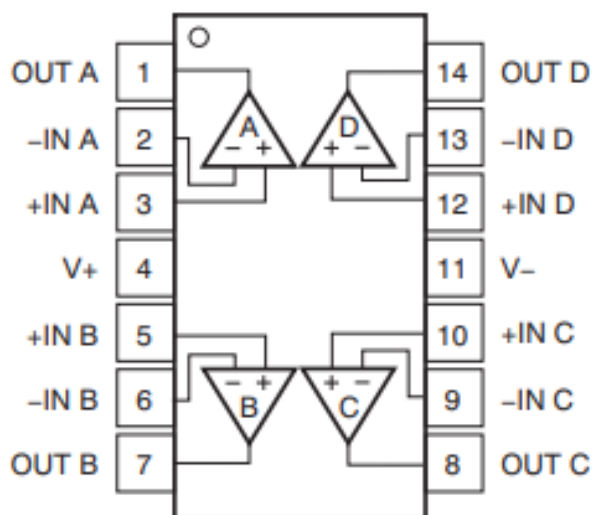 OUT A 1 14 OUT D
A D
–IN A 2 – + + – 13 –IN D
+IN A 3 12 +IN D
V+ 4 11 V–
+IN B 5 10 +IN C
– + + –
–IN B 6 B C 9 –IN C
OUT B 7 8 OUT C